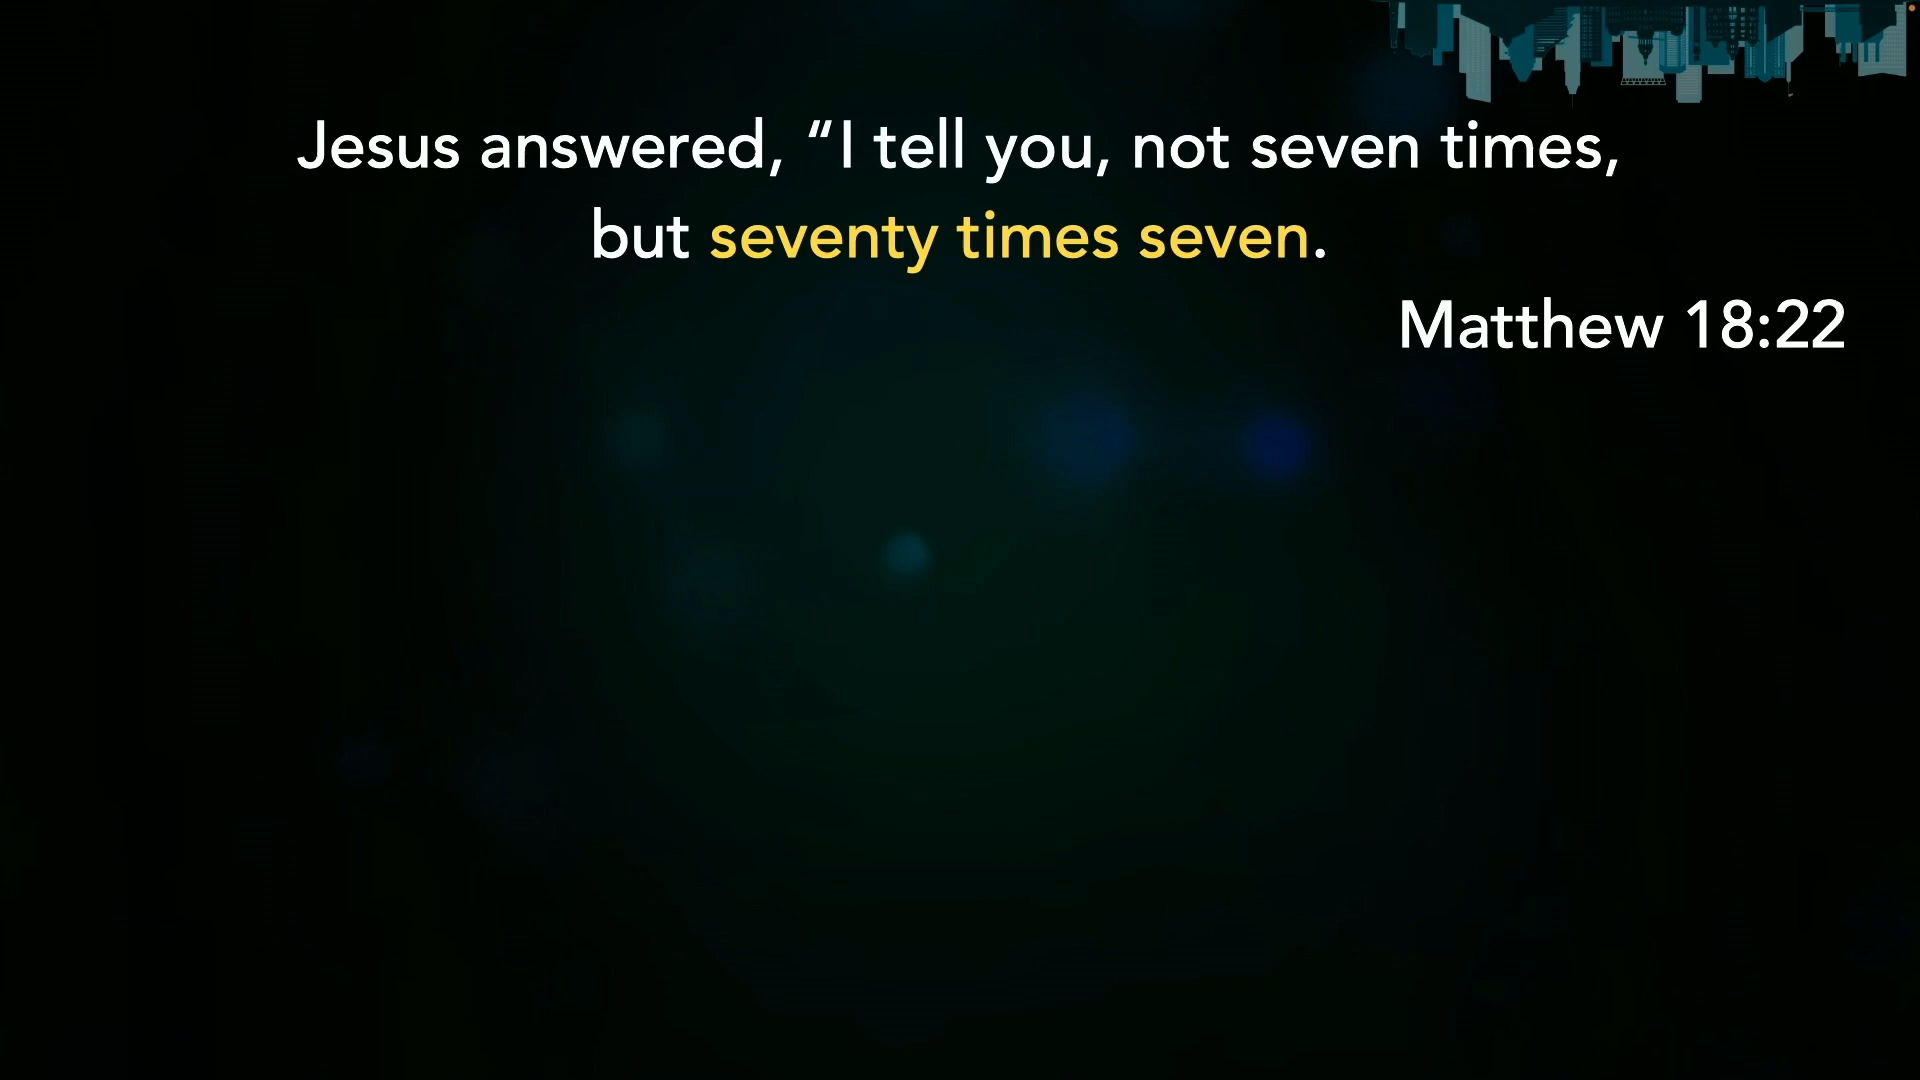 Jesus answered, “I tell you, not seven times,
but seventy times seven.
Matthew 18:22